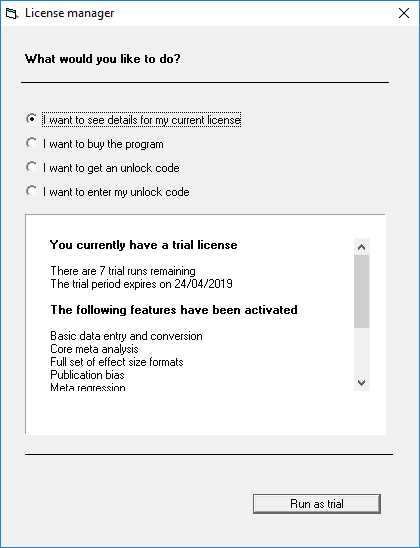 License manager
What would you like to do?
I want to see details for my current license
I want to buy the program
I want to get an unlock code
I want to enter my unlock code
You currently have a trial license
There are 7 trial runs remaining
The trial period expires on 24/04/2019
The following features have been activated
Basic data entry and conversion
Core meta analysis
Full set of effect size formats
Publication bias
Meta regression
Run as trial